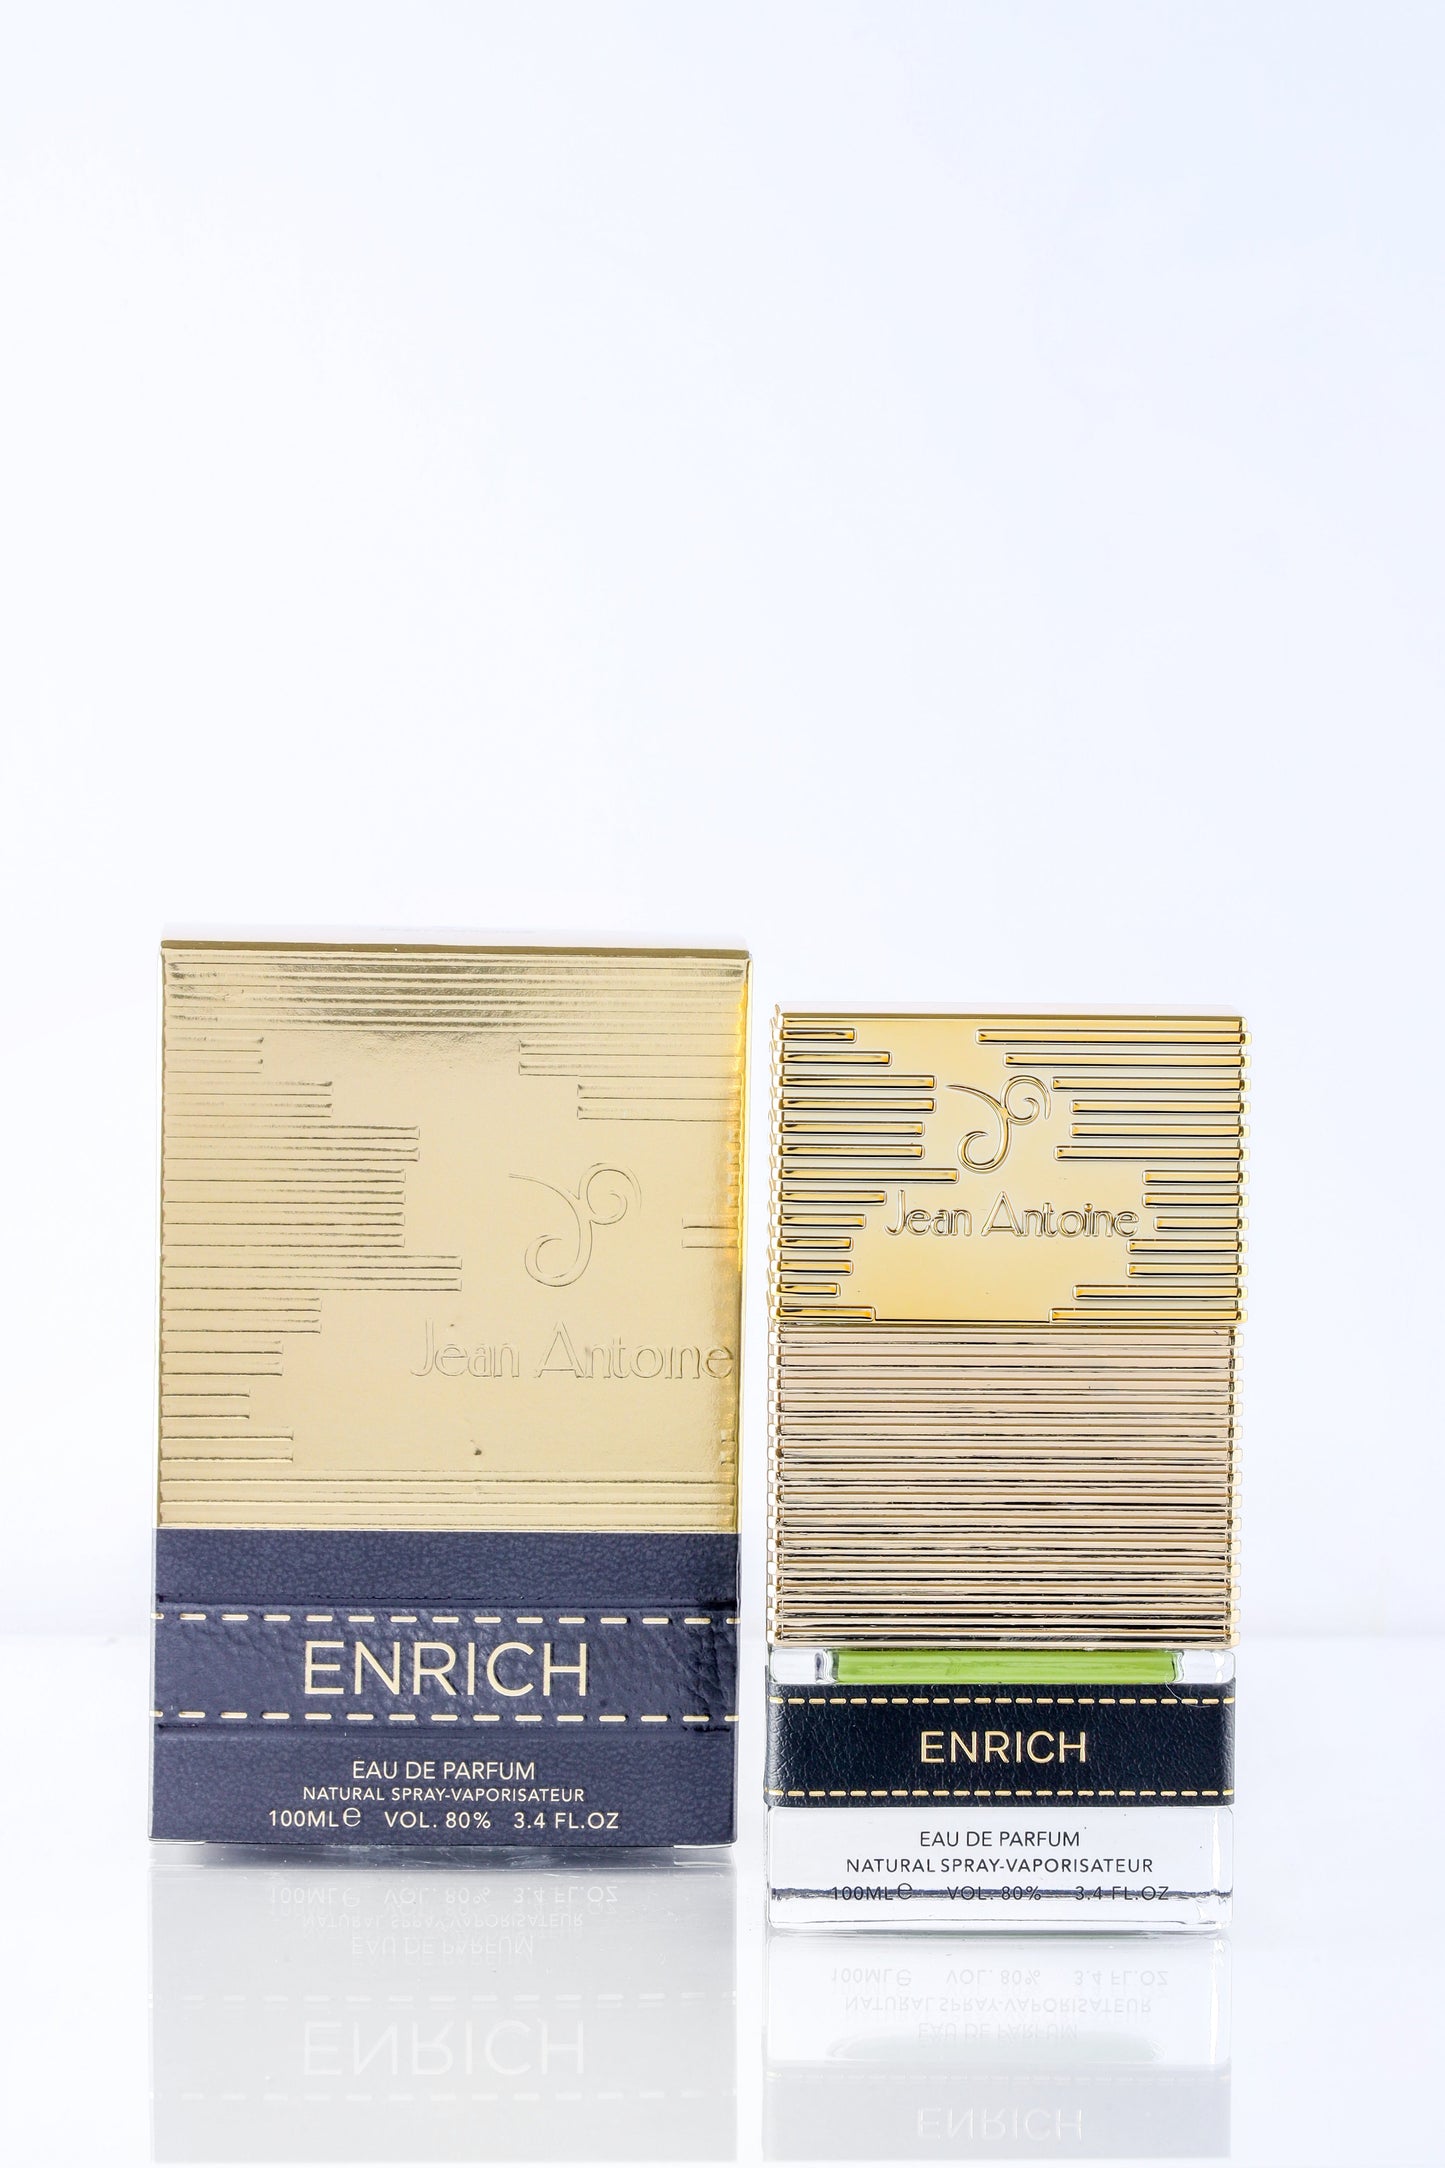 Jean Antoine
ENRICH
EAU DE PARFUM
NATURAL SPRAY-VAPORISATEUR
100ML℮ VOL. 80% 3.4 FL.OZ
Jean Antoine
ENRICH
EAU DE PARFUM
NATURAL SPRAY-VAPORISATEUR
100ML℮ VOL. 80% 3.4 FL.OZ